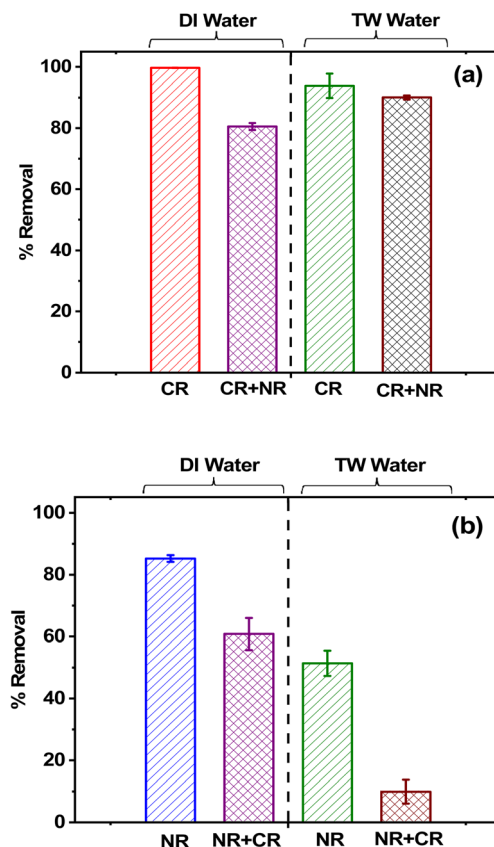 DI Water TW Water
(a)
% Removal
100
80
60
40
20
0
CR CR+NR CR CR+NR
DI Water TW Water
(b)
% Removal
100
80
60
40
20
0
NR NR+CR NR NR+CR